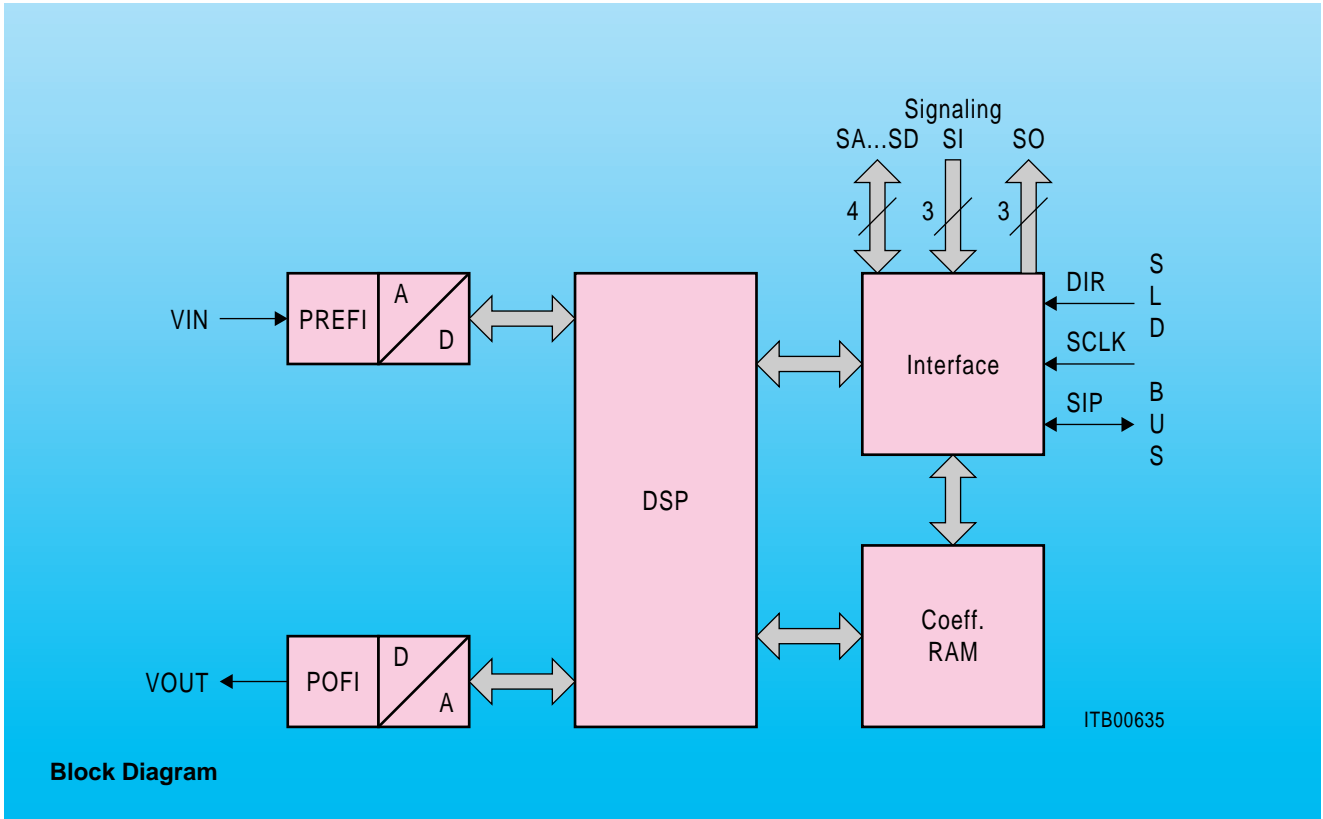 Signaling
SA...SD SI SO
4 3 3
DIR
SCLK
SIP
S
L
D
B
U
S
VIN
PREFI
A
D
Interface
DSP
Coeff.
RAM
VOUT
POFI
D
A
ITB00635
Block Diagram